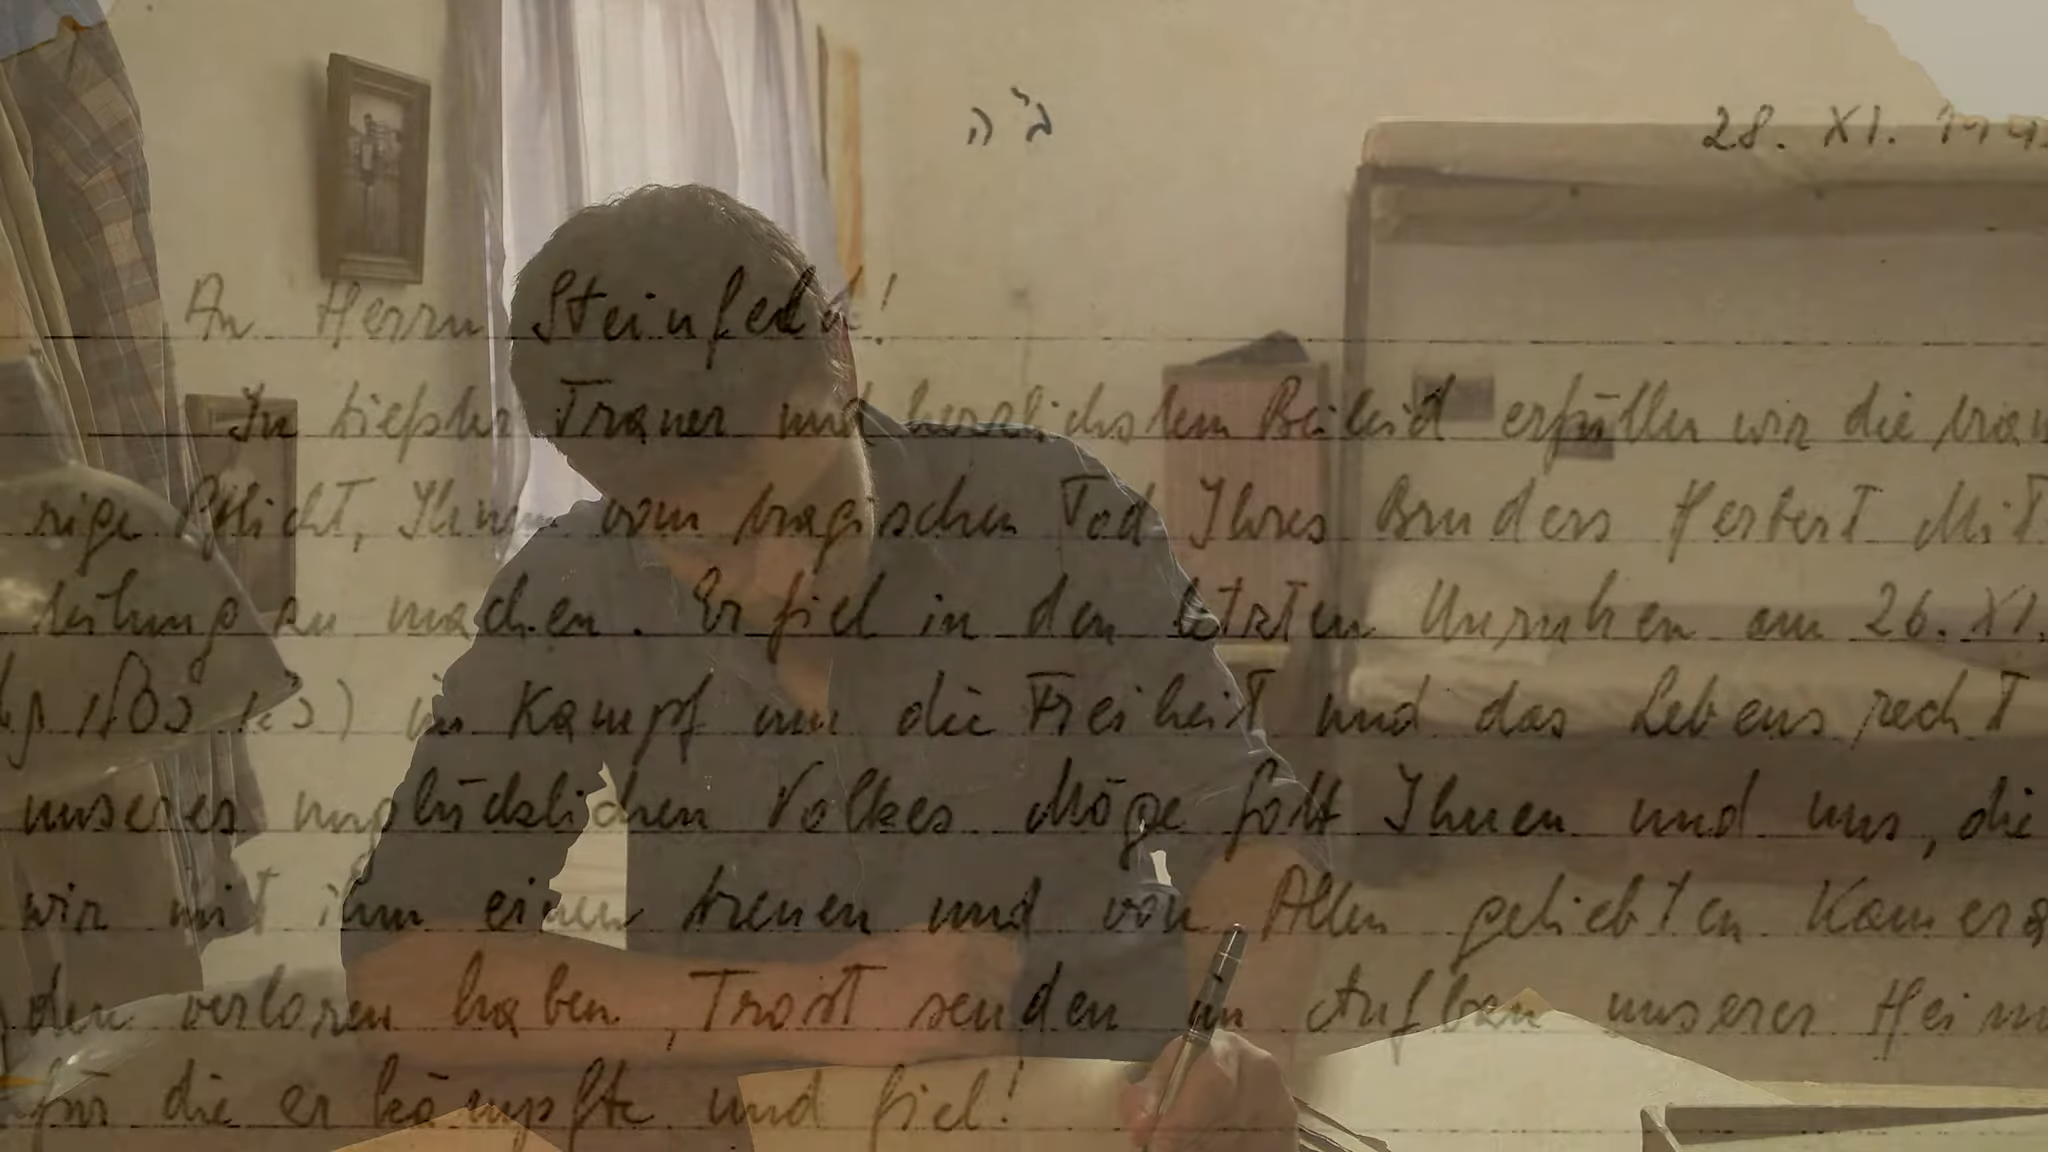 ב״ה
28. XI. 194
An Herrn Steinfeld!
In tiefster Trauer und herzlichstem Beileid erfüllen wir die trau
rige Pflicht, Ihnen vom tragischen Tod Ihres Bruders Herbert Mit
teilung zu machen. Er fiel in den letzten Unruhen am 26. XI.
im Kampf um die Freiheit und das Lebensrecht
unseres unglücklichen Volkes Möge Gott Ihnen und uns, die
wir mit ihm einen treuen und von Allen geliebten Kamera
den verloren haben, Trost senden im Aufbau unserer Heim
für die er kämpfte und fiel!